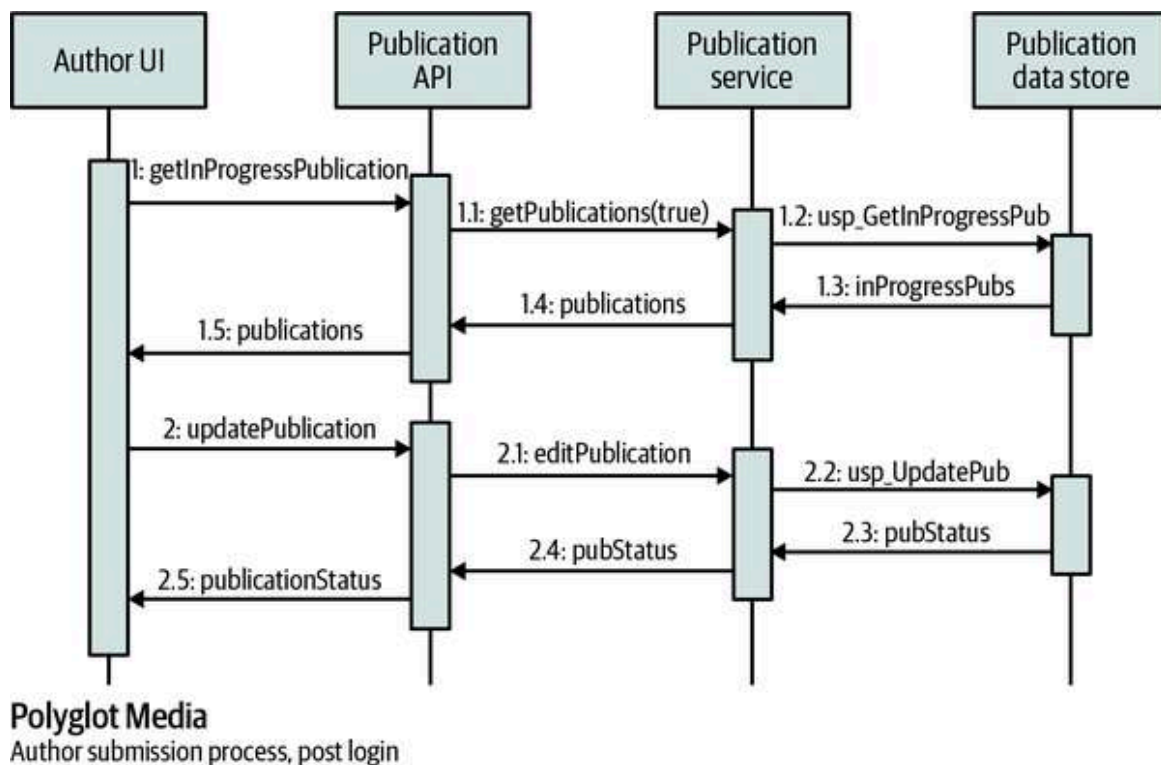 Author UI
Publication
API
Publication
service
Publication
data store
1: getInProgressPublication
1.1: getPublications(true)
1.2: usp_GetInProgressPub
1.3: inProgressPubs
1.4: publications
1.5: publications
2: updatePublication
2.1: editPublication
2.2: usp_UpdatePub
2.3: pubStatus
2.4: pubStatus
2.5: publicationStatus
Polyglot Media
Author submission process, post login